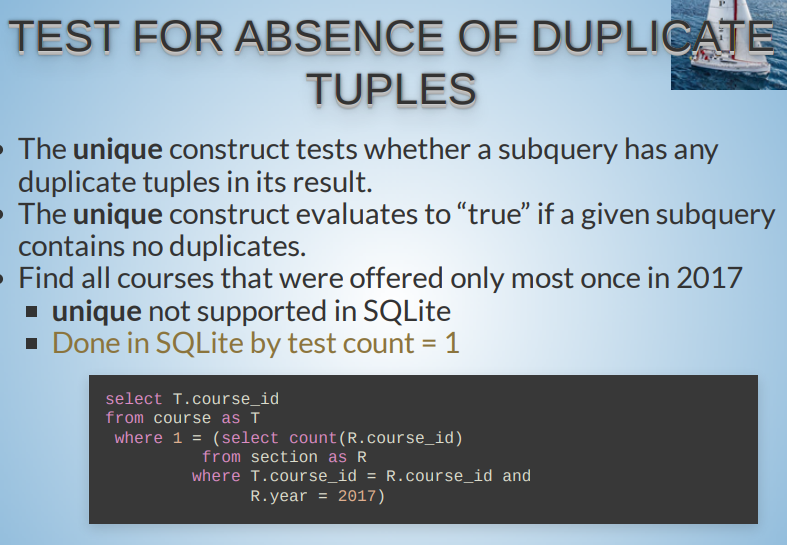 TEST FOR ABSENCE OF DUPLICATE
TUPLES
• The unique construct tests whether a subquery has any
duplicate tuples in its result.
• The unique construct evaluates to “true” if a given subquery
contains no duplicates.
• Find all courses that were offered only most once in 2017
▪ unique not supported in SQLite
▪ Done in SQLite by test count = 1
select T.course_id
from course as T
where 1 = (select count(R.course_id)
from section as R
where T.course_id = R.course_id and
R.year = 2017)